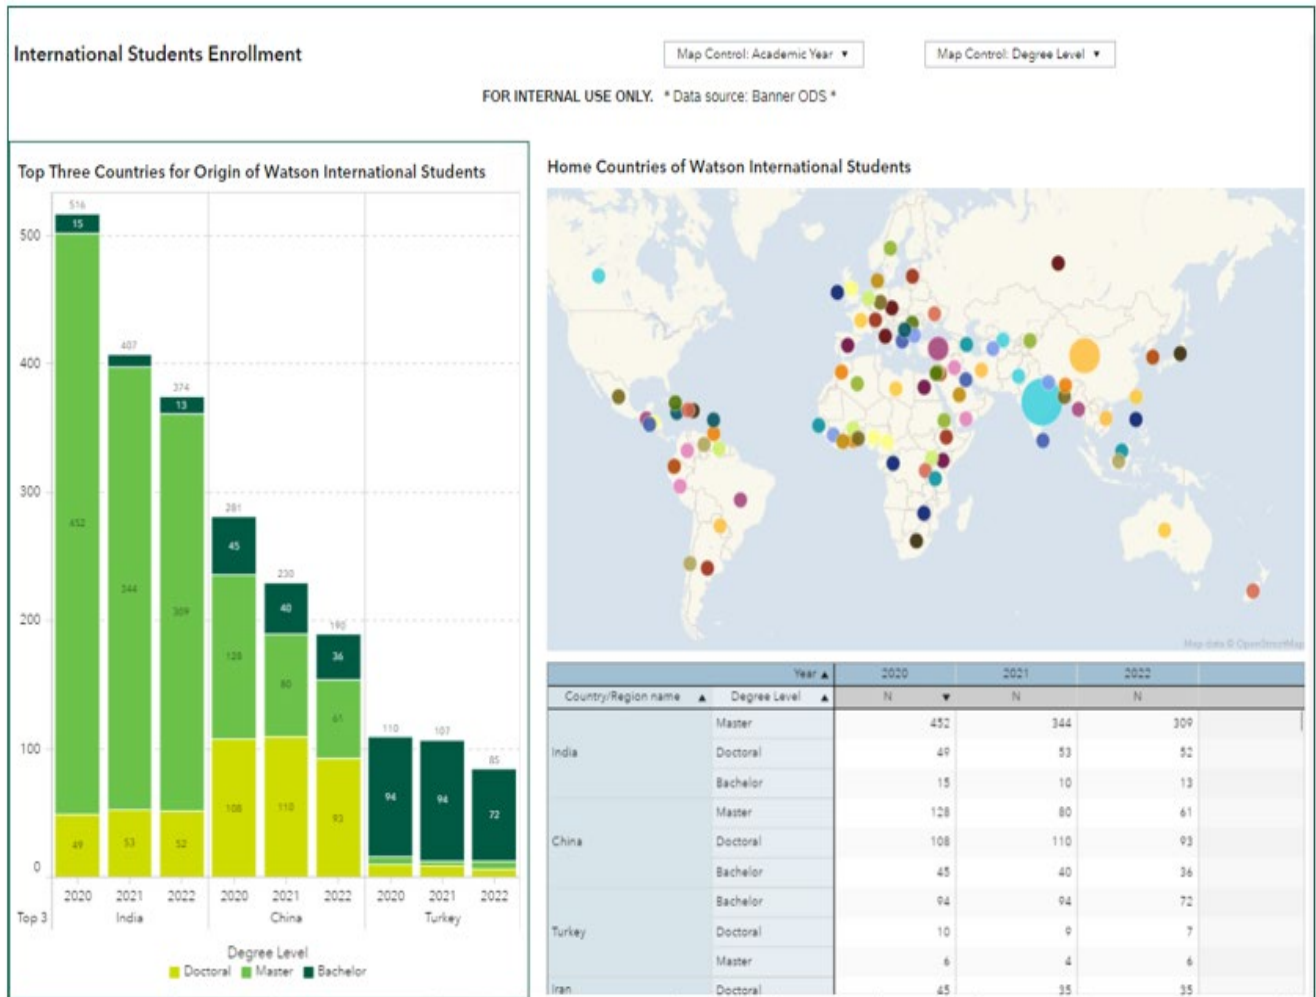 International Students Enrollment
Map Control: Academic Year ▼
Map Control: Degree Level ▼
FOR INTERNAL USE ONLY. * Data source: Banner ODS *
Top Three Countries for Origin of Watson International Students
516
15
500
407
374
13
400
300
452
344
309
281
45
230
40
190
36
200
128
80
61
110
107
85
100
94
94
72
49
53
52
108
110
93
0
2020 2021 2022 2020 2021 2022 2020 2021 2022
Top 3 India China Turkey
Degree Level
Doctoral Master Bachelor
Home Countries of Watson International Students
Map data © OpenStreetMap
Year ▲ 2020 2021 2022
Country/Region name ▲ Degree Level ▲ N ▼ N N
Master 452 344 309
India Doctoral 49 53 52
Bachelor 15 10 13
Master 128 80 61
China Doctoral 108 110 93
Bachelor 45 40 36
Bachelor 94 94 72
Turkey Doctoral 10 9 7
Master 6 4 6
Iran Doctoral 45 35 35